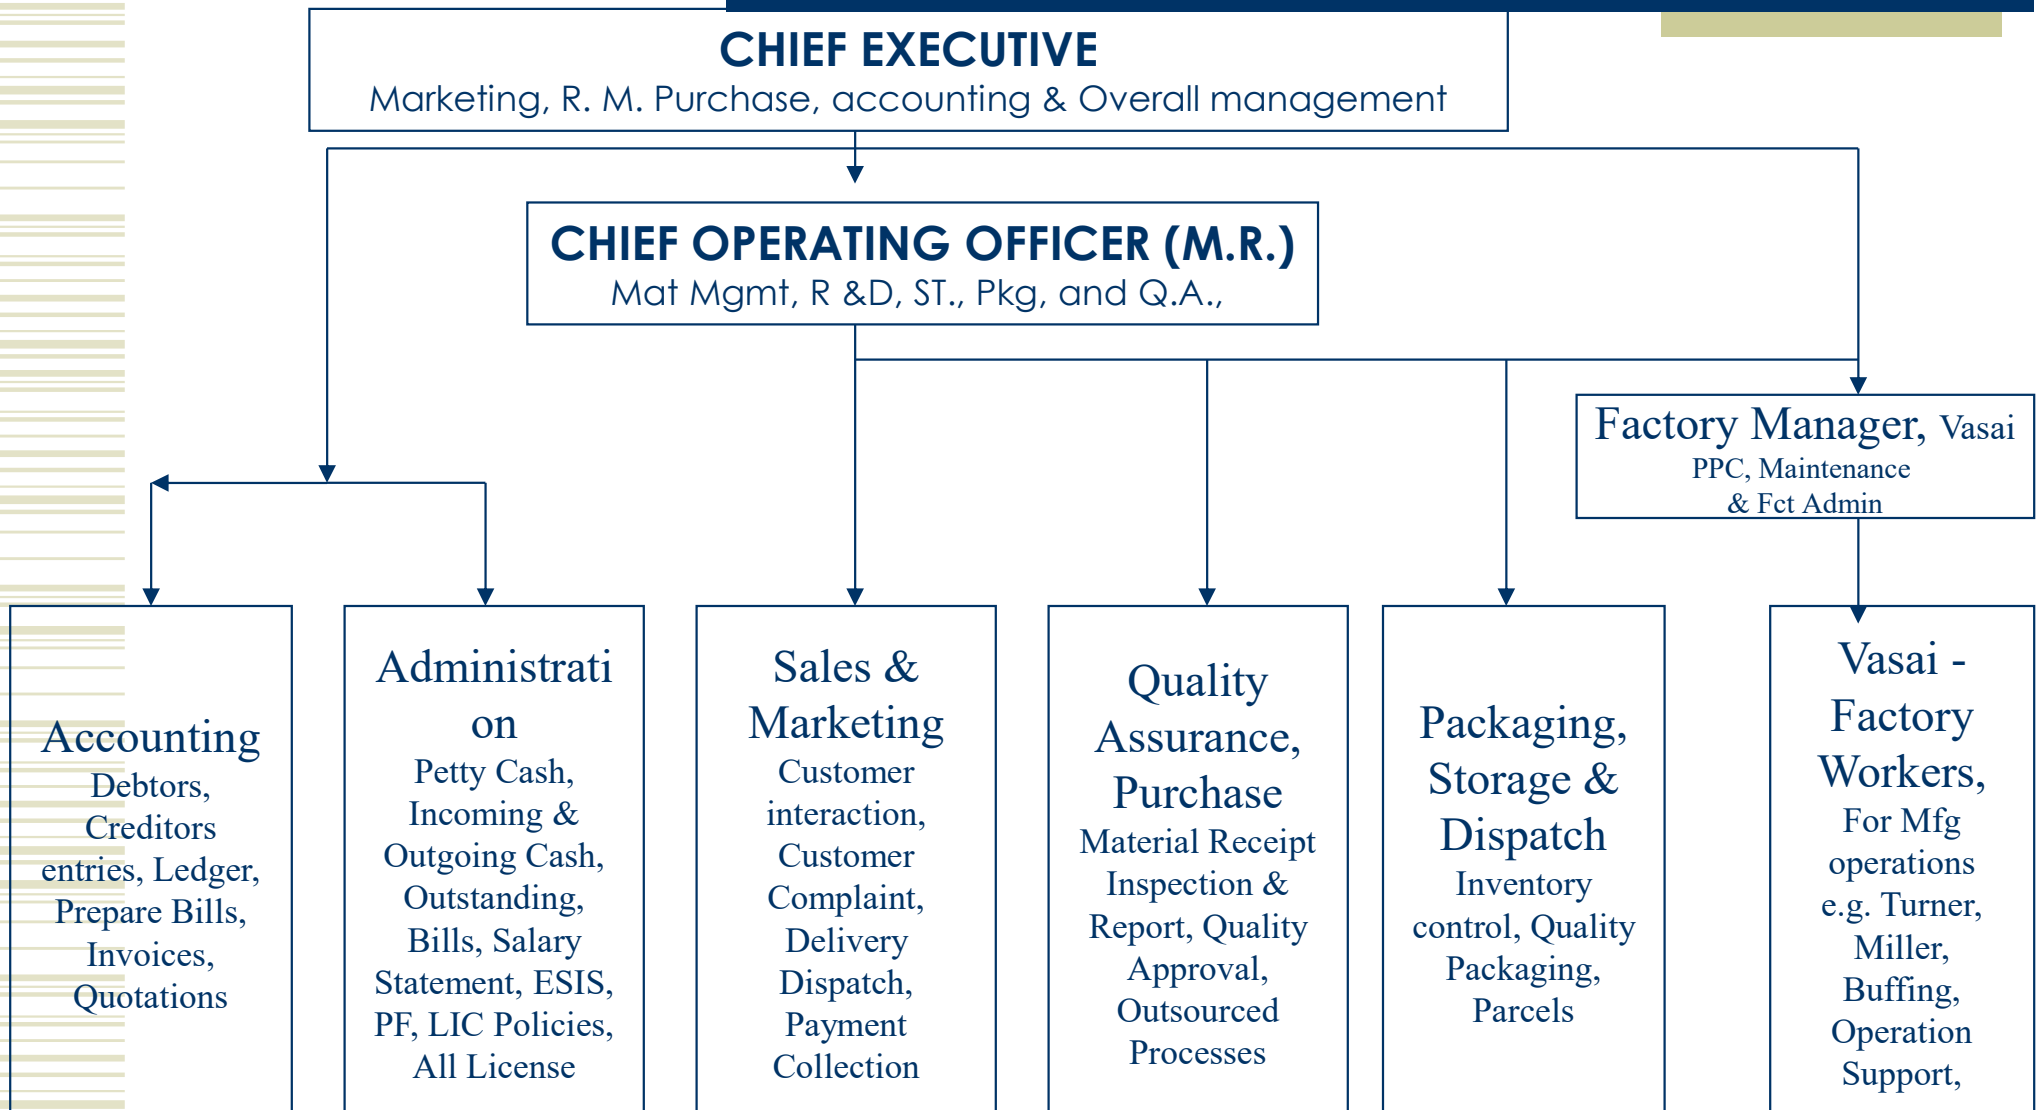 CHIEF EXECUTIVE
Marketing, R. M. Purchase, accounting & Overall management
CHIEF OPERATING OFFICER (M.R.)
Mat Mgmt, R &D, ST., Pkg, and Q.A.,
Factory Manager, Vasai
PPC, Maintenance
& Fct Admin
Accounting
Debtors,
Creditors
entries, Ledger,
Prepare Bills,
Invoices,
Quotations
Administrati
on
Petty Cash,
Incoming &
Outgoing Cash,
Outstanding,
Bills, Salary
Statement, ESIS,
PF, LIC Policies,
All License
Sales &
Marketing
Customer
interaction,
Customer
Complaint,
Delivery
Dispatch,
Payment
Collection
Quality
Assurance,
Purchase
Material Receipt
Inspection &
Report, Quality
Approval,
Outsourced
Processes
Packaging,
Storage &
Dispatch
Inventory
control, Quality
Packaging,
Parcels
Vasai -
Factory
Workers,
For Mfg
operations
e.g. Turner,
Miller,
Buffing,
Operation
Support,